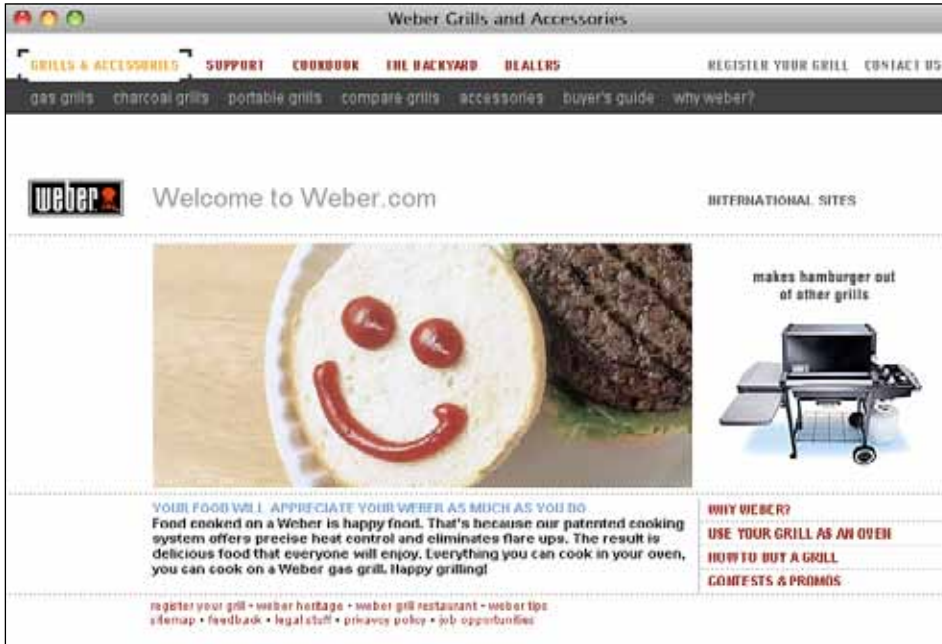 Weber Grills and Accessories
GRILLS & ACCESSORIES SUPPORT COOKBOOK THE BACKYARD DEALERS REGISTER YOUR GRILL CONTACT US
gas grills charcoal grills portable grills compare grills accessories buyer's guide why weber?
weber
Welcome to Weber.com
INTERNATIONAL SITES
makes hamburger out
of other grills
YOUR FOOD WILL APPRECIATE YOUR WEBER AS MUCH AS YOU DO
Food cooked on a Weber is happy food. That's because our patented cooking
system offers precise heat control and eliminates flare ups. The result is
delicious food that everyone will enjoy. Everything you can cook in your oven,
you can cook on a Weber gas grill. Happy grilling!
WHY WEBER?
USE YOUR GRILL AS AN OVEN
HOW TO BUY A GRILL
CONTESTS & PROMOS
register your grill • weber heritage • weber grill restaurant • weber tips
sitemap • feedback • legal stuff • privavcy policy • job opportunities